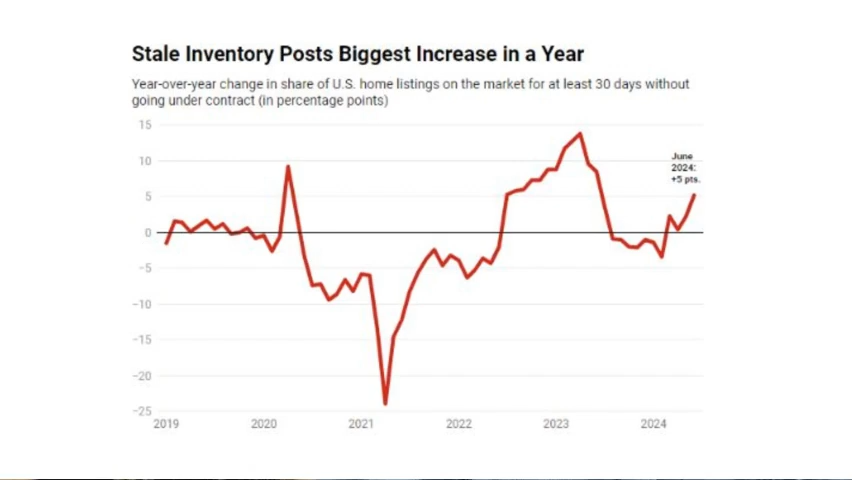 Stale Inventory Posts Biggest Increase in a Year
Year-over-year change in share of U.S. home listings on the market for at least 30 days without
going under contract (in percentage points)
15
10
5
0
−5
−10
−15
−20
−25
June
2024:
+5 pts.
2019 2020 2021 2022 2023 2024